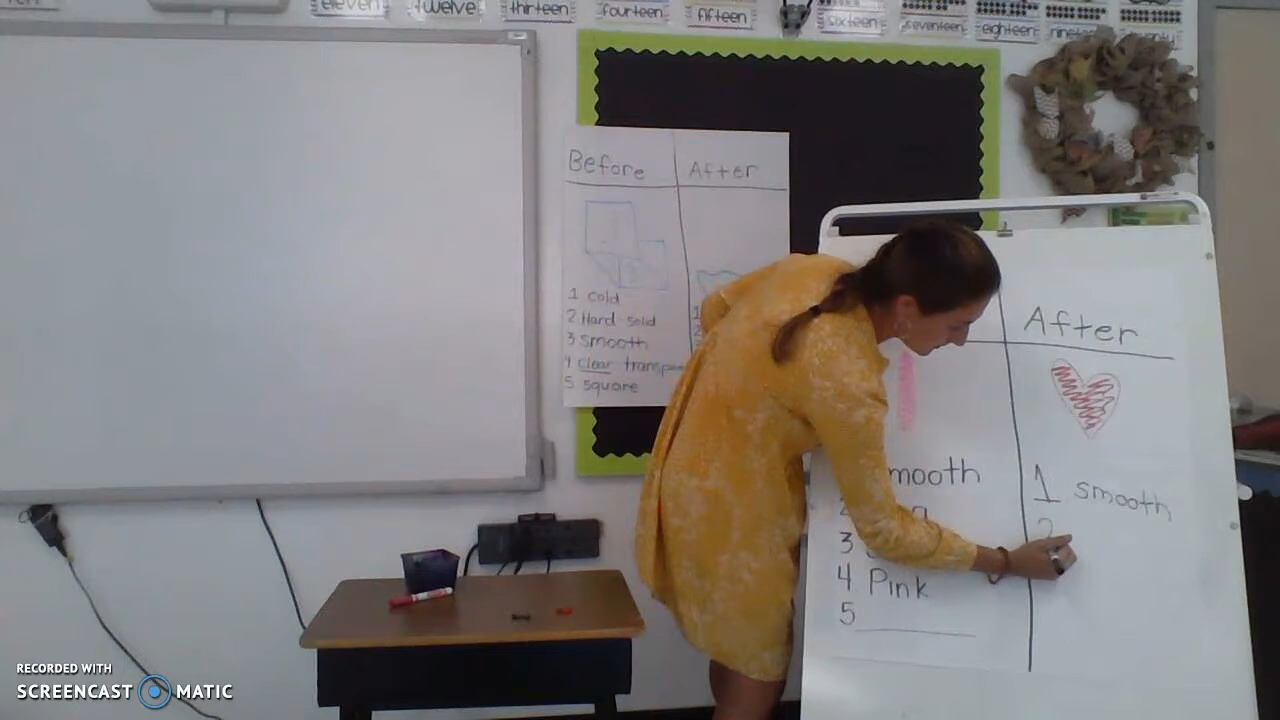 eleven
twelve
thirteen
fourteen
fifteen
sixteen
seventeen
eighteen
Before
After
1 cold
2 Hard solid
3 smooth
4 clear
5 square
After
mooth
3
4 Pink
5
1 smooth
2
RECORDED WITH
SCREENCAST MATIC